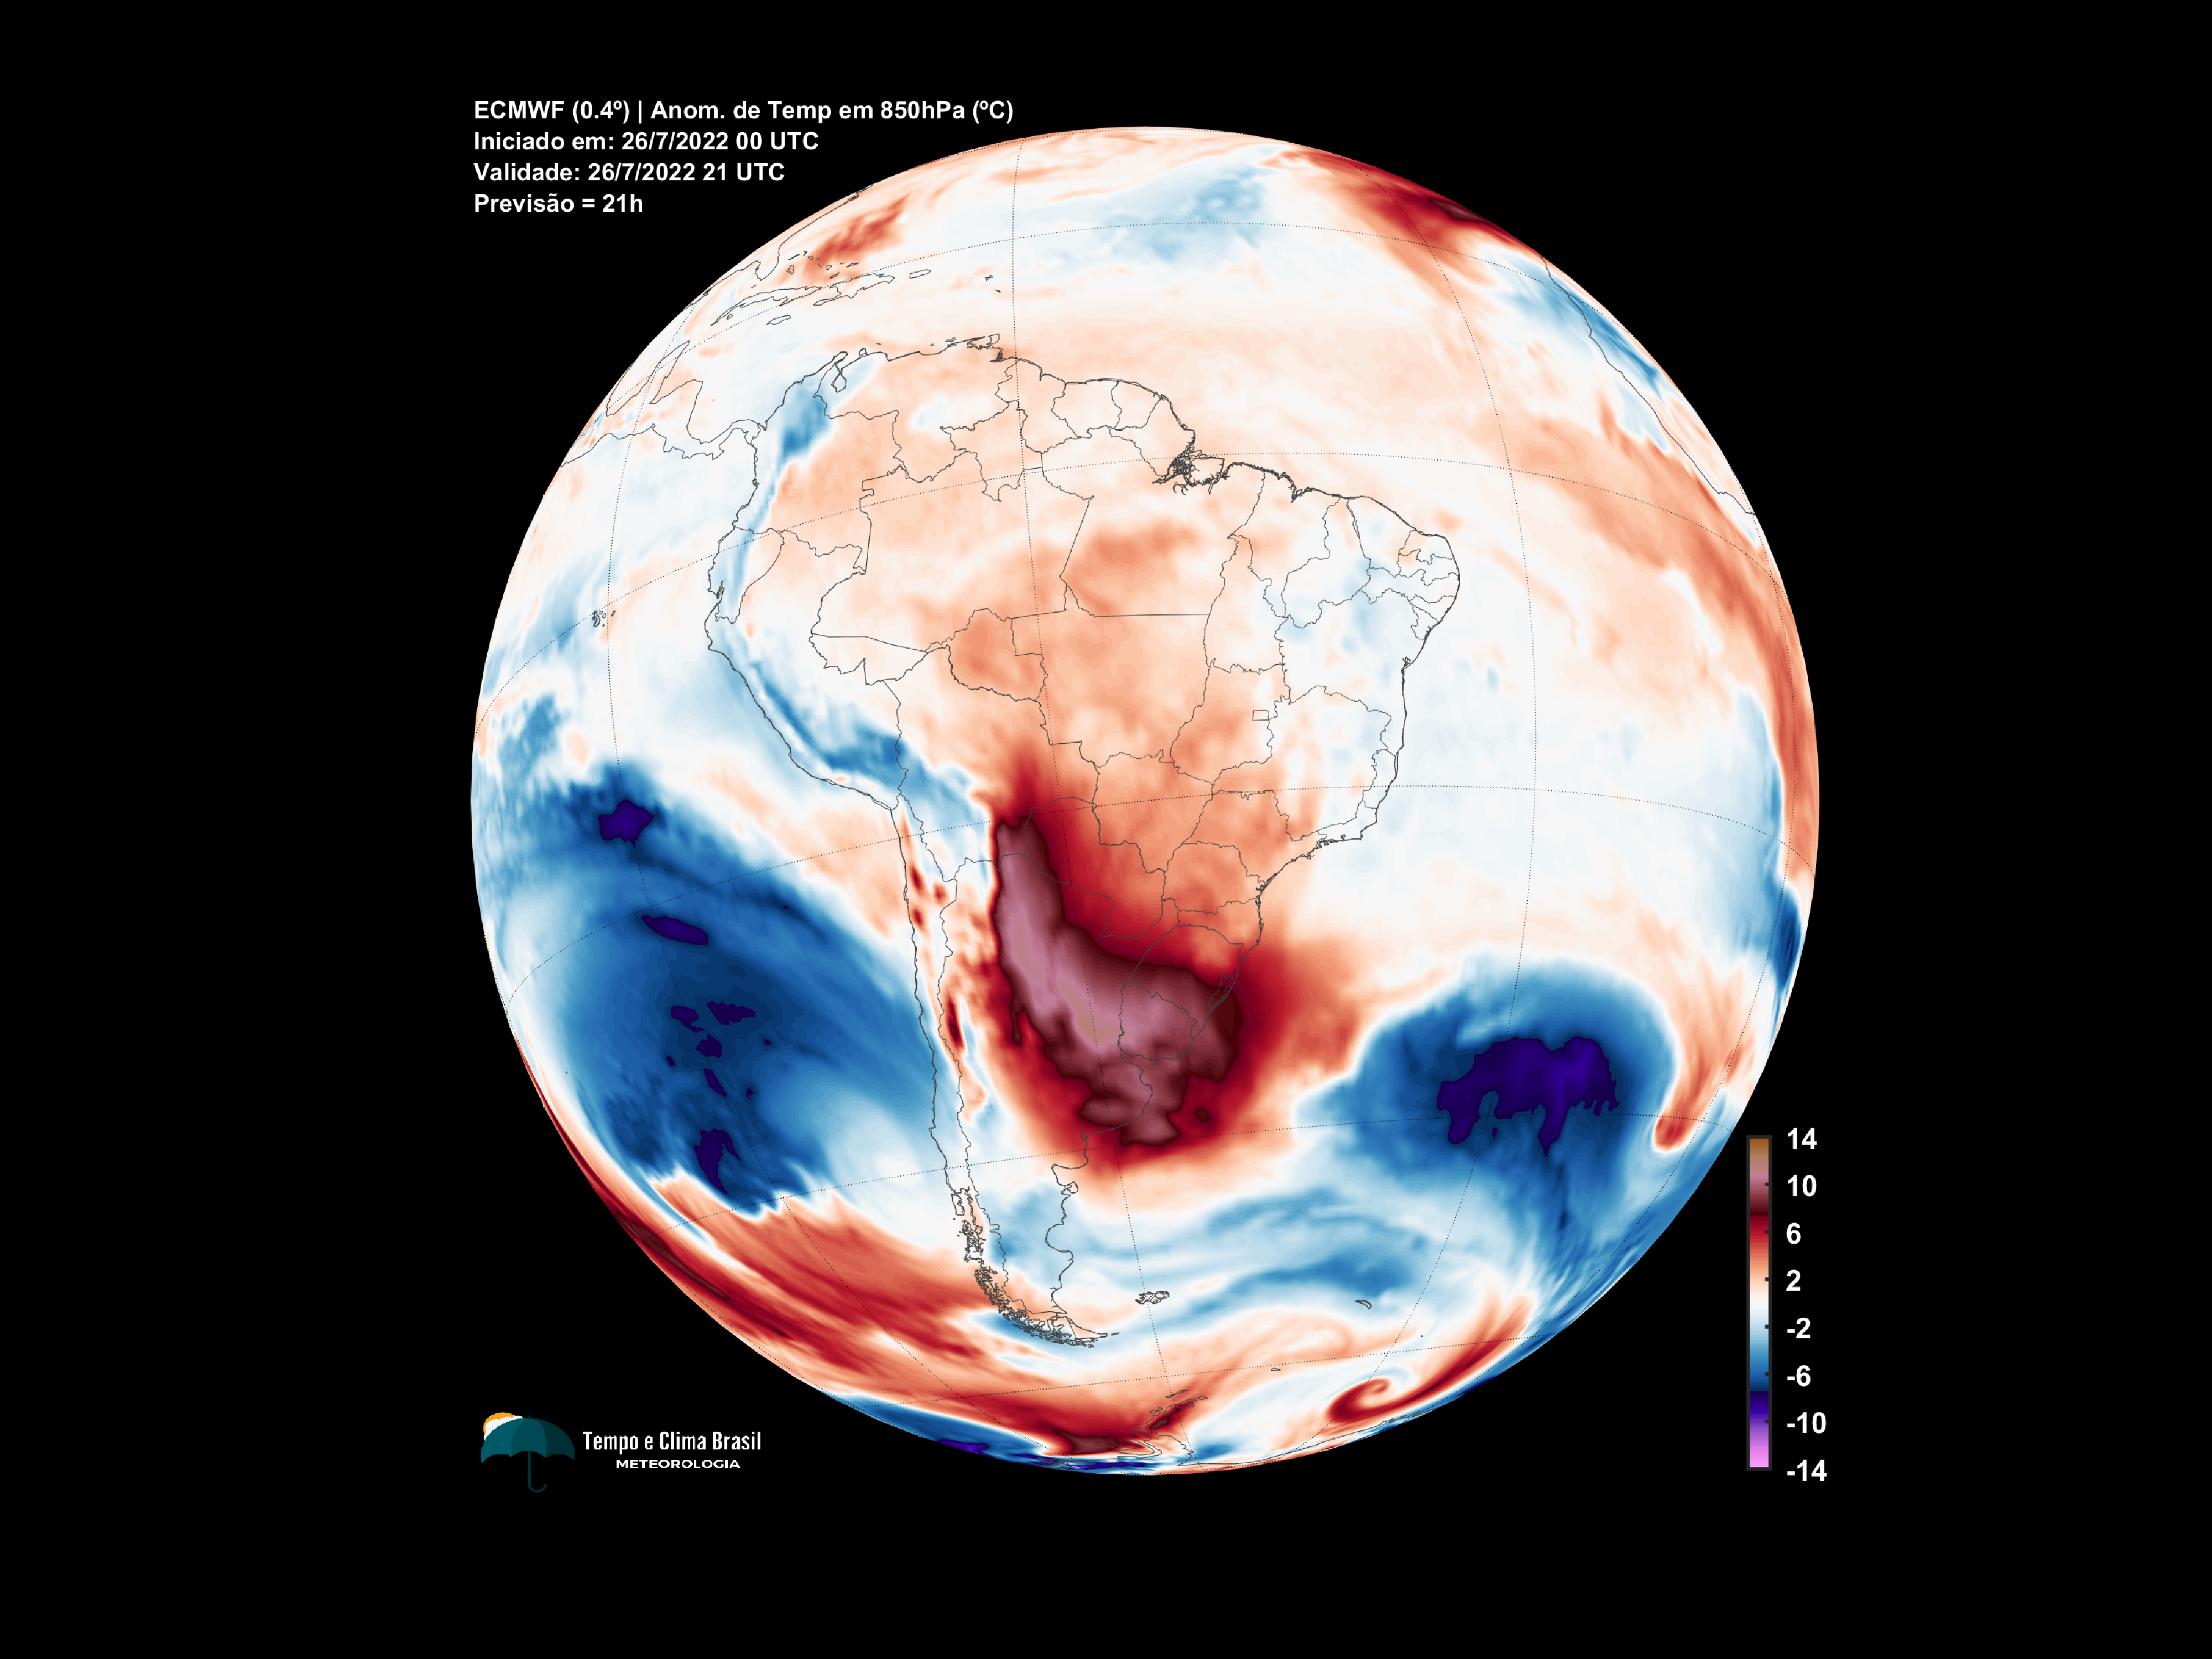 ECMWF (0.4º) | Anom. de Temp em 850hPa (ºC)
Iniciado em: 26/7/2022 00 UTC
Validade: 26/7/2022 21 UTC
Previsão = 21h
14
10
6
2
-2
-6
-10
-14
Tempo e Clima Brasil
METEOROLOGIA